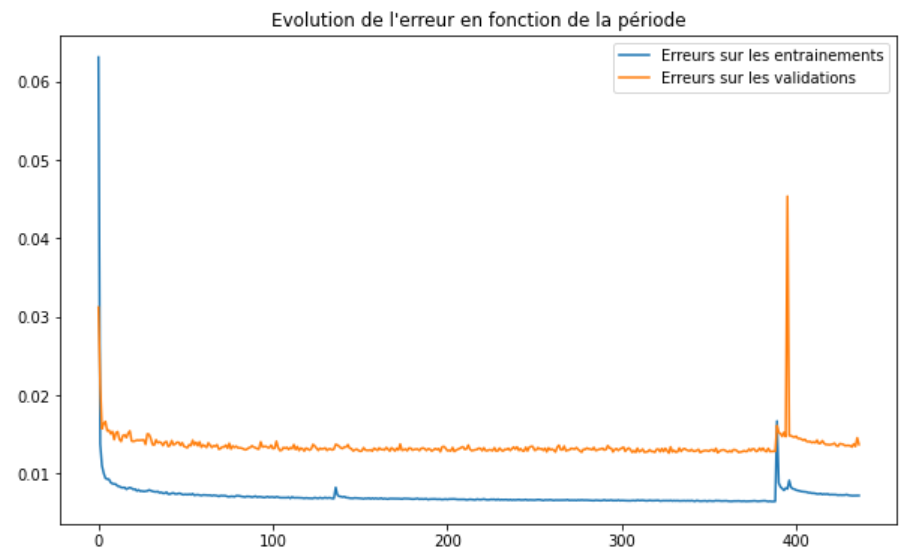 Evolution de l'erreur en fonction de la période
Erreurs sur les entrainements
Erreurs sur les validations
0.06
0.05
0.04
0.03
0.02
0.01
0 100 200 300 400